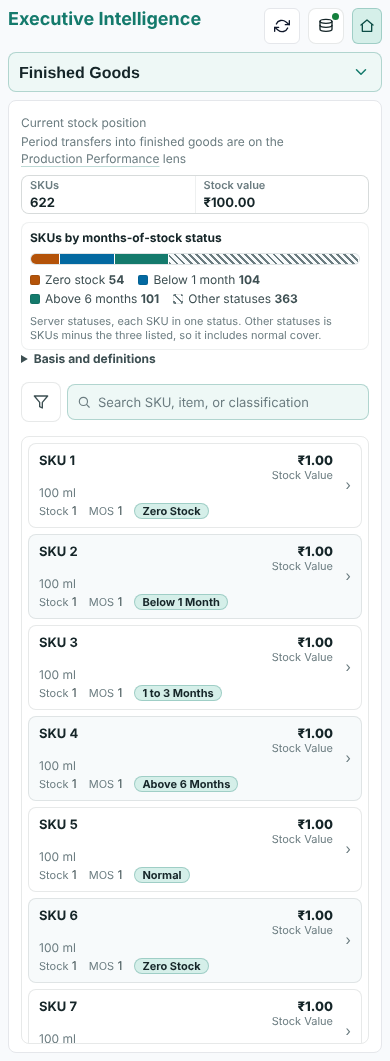 Executive Intelligence
Finished Goods
Current stock position
Period transfers into finished goods are on the
Production Performance lens
SKUs
622
Stock value
₹100.00
SKUs by months-of-stock status
Zero stock 54 Below 1 month 104
Above 6 months 101 Other statuses 363
Server statuses, each SKU in one status. Other statuses is
SKUs minus the three listed, so it includes normal cover.
Basis and definitions
Search SKU, item, or classification
SKU 1 ₹1.00
Stock Value
100 ml
Stock 1 MOS 1 Zero Stock
SKU 2 ₹1.00
Stock Value
100 ml
Stock 1 MOS 1 Below 1 Month
SKU 3 ₹1.00
Stock Value
100 ml
Stock 1 MOS 1 1 to 3 Months
SKU 4 ₹1.00
Stock Value
100 ml
Stock 1 MOS 1 Above 6 Months
SKU 5 ₹1.00
Stock Value
100 ml
Stock 1 MOS 1 Normal
SKU 6 ₹1.00
Stock Value
100 ml
Stock 1 MOS 1 Zero Stock
SKU 7 ₹1.00
Stock Value
100 ml